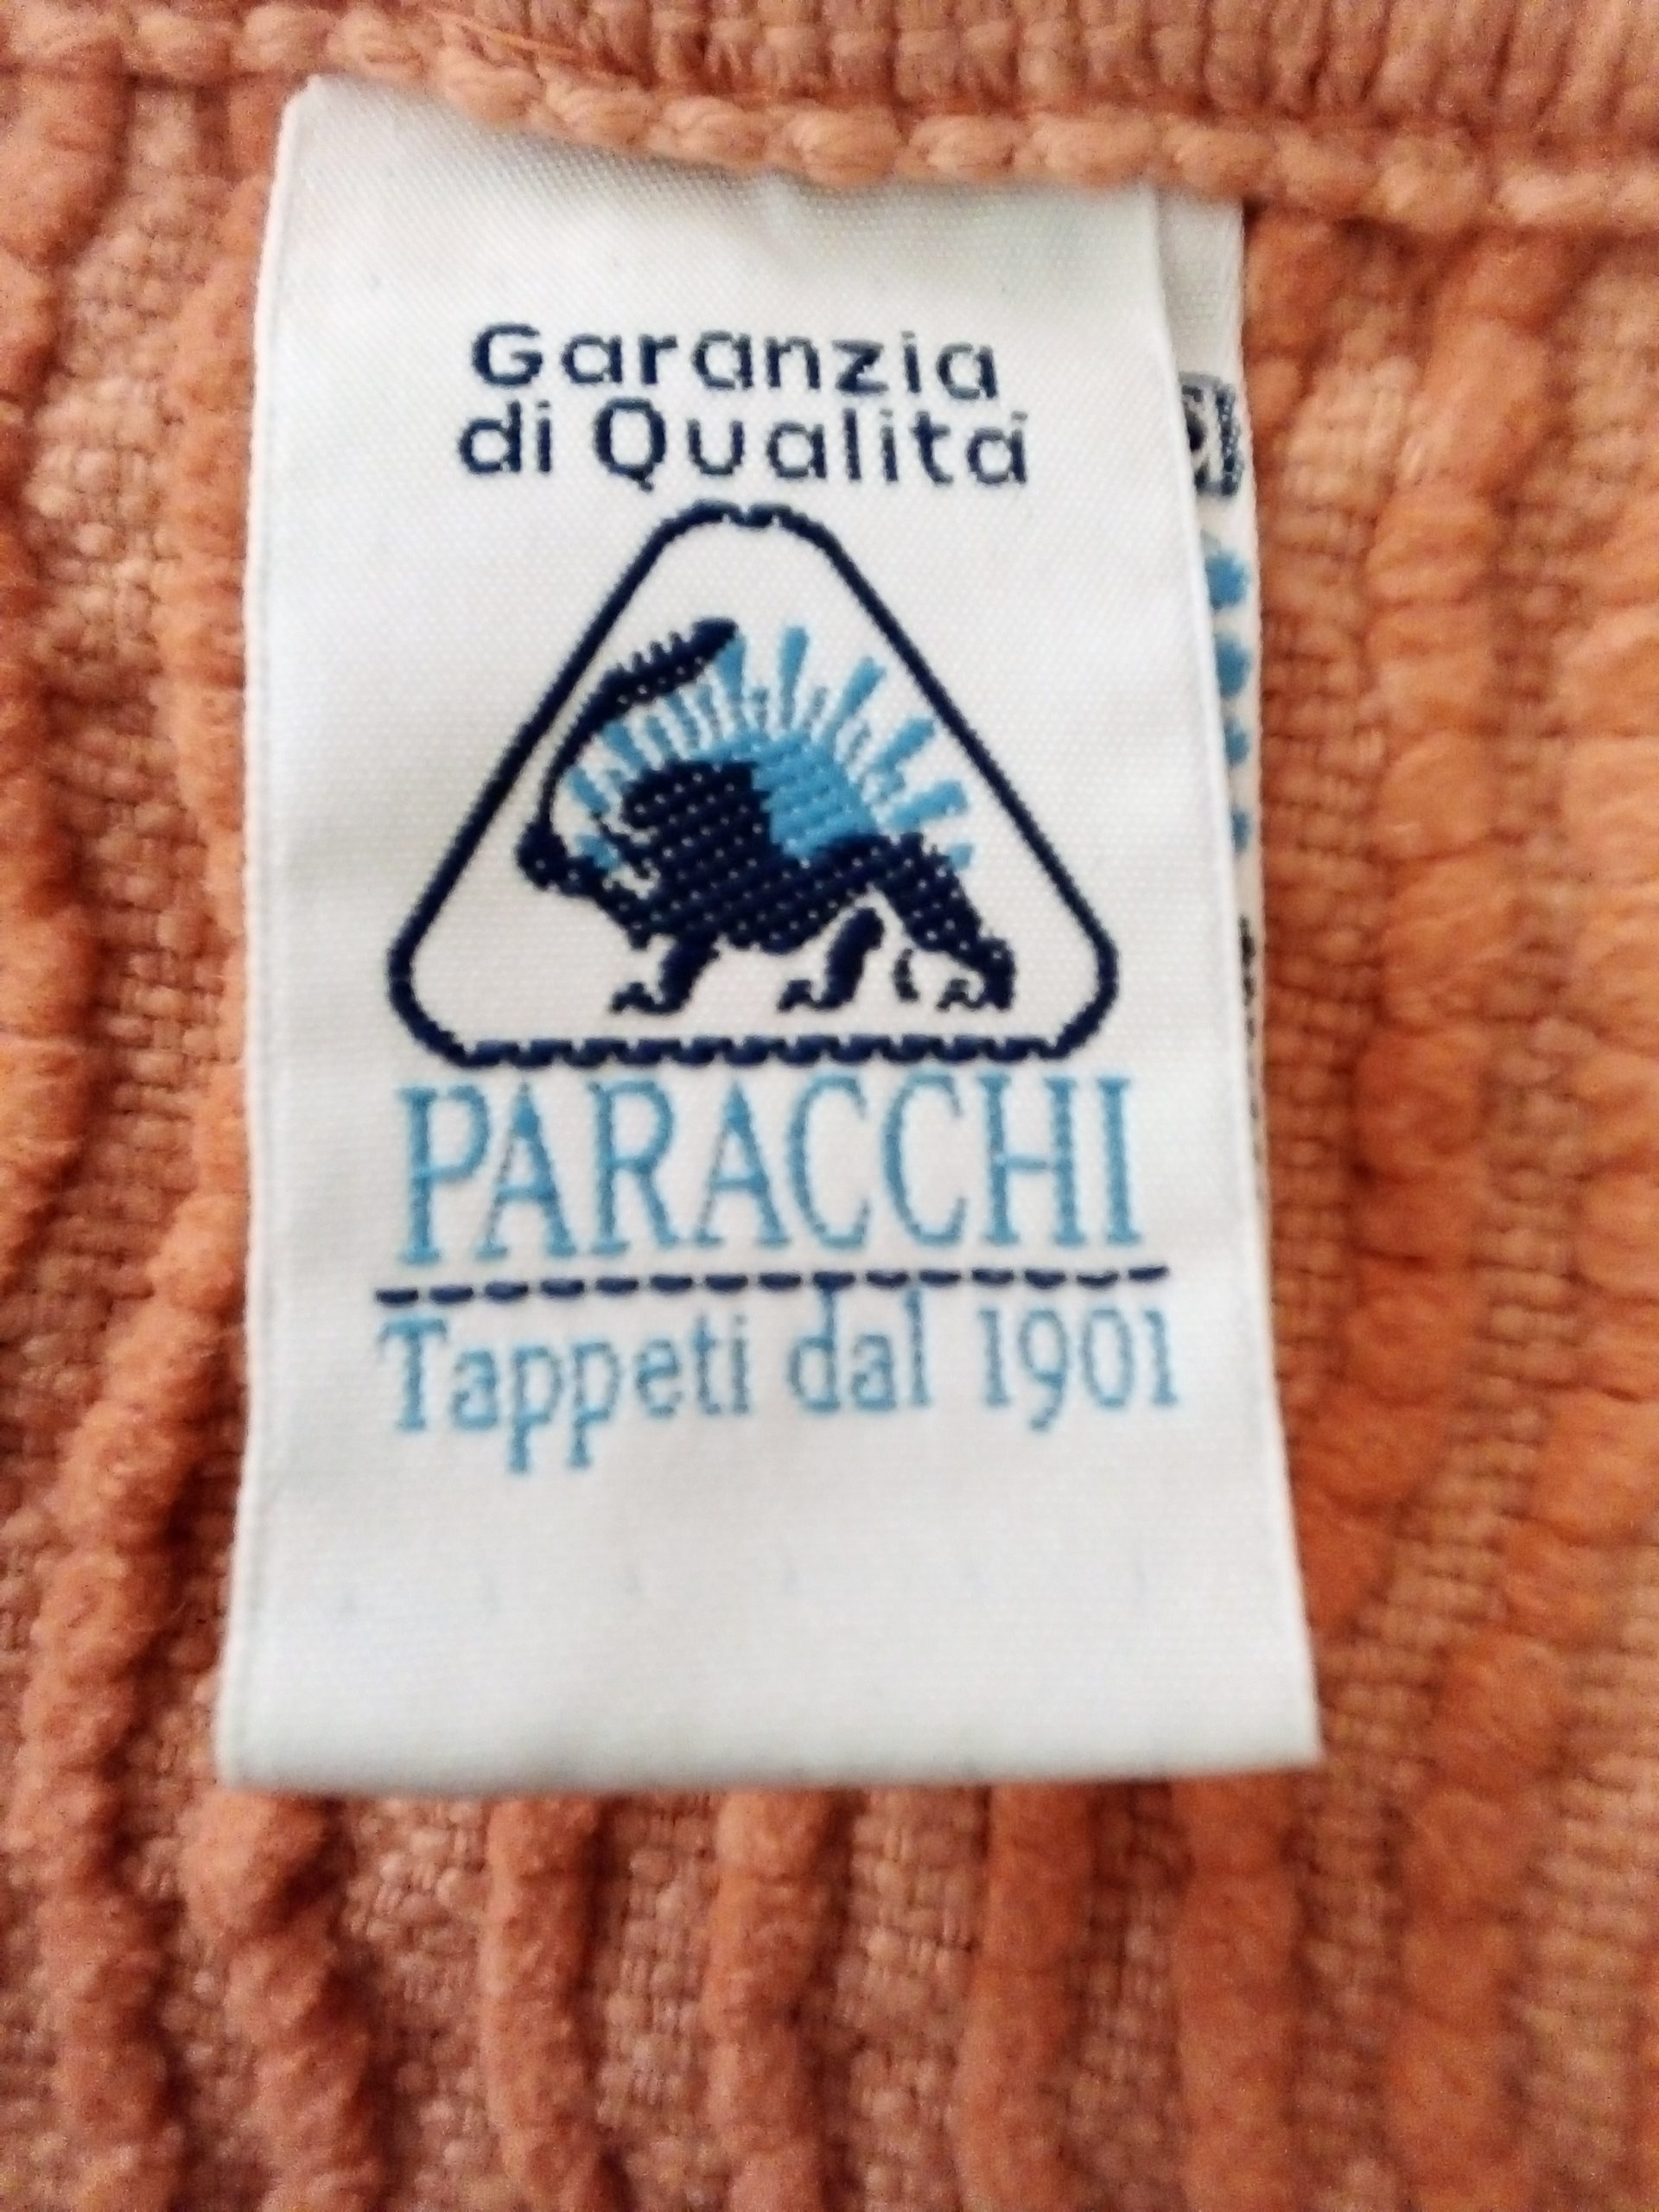 Garanzia
di Qualità
PARACCHI
Tappeti dal 1901